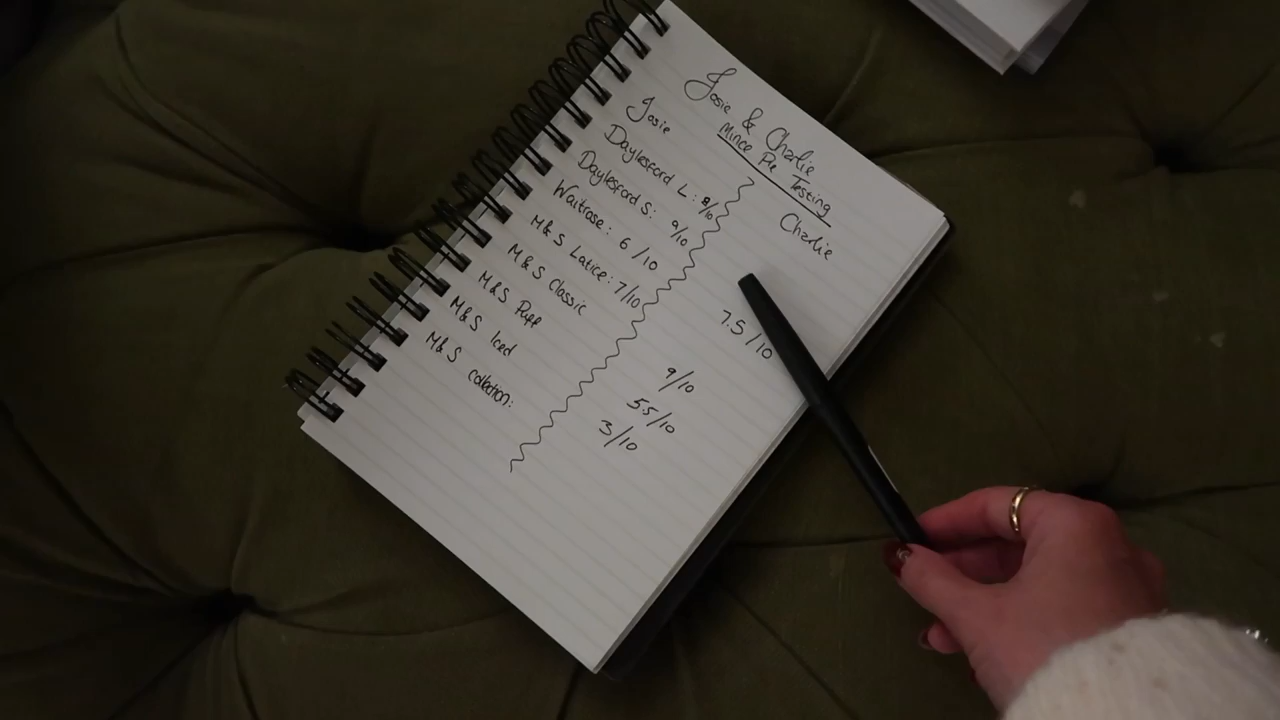 Josie & Charlie
Mince Pie Testing
Josie Charlie
Daylesford L: 8/10
Daylesford S: 9/10
Waitrose: 6/10 7.5/10
M&S Latice: 7/10
M&S Classic 9/10
M&S Puff 5.5/10
M&S Iced 3/10
M&S collection: